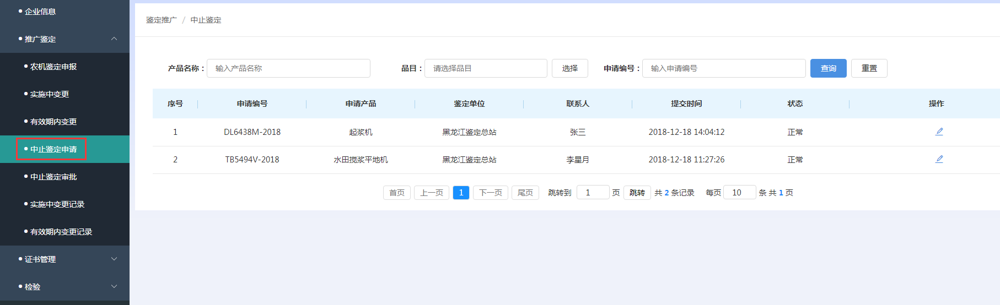 企业信息
推广鉴定
农机鉴定申报
实施中变更
有效期内变更
中止鉴定申请
中止鉴定审批
实施中变更记录
有效期内变更记录
证书管理
检验
鉴定推广 / 中止鉴定
产品名称： 输入产品名称 品目： 请选择品目 选择 申请编号： 输入申请编号 查询 重置
序号 申请编号 申请产品 鉴定单位 联系人 提交时间 状态 操作
1 DL6438M-2018 起浆机 黑龙江鉴定总站 张三 2018-12-18 14:04:12 正常
2 TB5494V-2018 水田搅浆平地机 黑龙江鉴定总站 李星月 2018-12-18 11:27:26 正常
首页 上一页 1 下一页 尾页 跳转到 1 页 跳转 共 2 条记录 每页 10 条 共 1 页